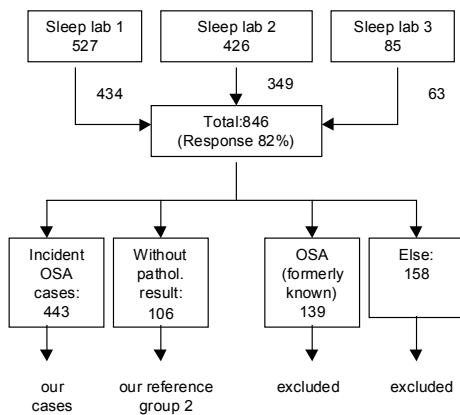 Sleep lab 1
527
Sleep lab 2
426
Sleep lab 3
85
434
349
63
Total:846
(Response 82%)
Incident
OSA
cases:
443
Without
pathol.
result:
106
OSA
(formerly
known)
139
Else:
158
our
cases
our reference
group 2
excluded
excluded